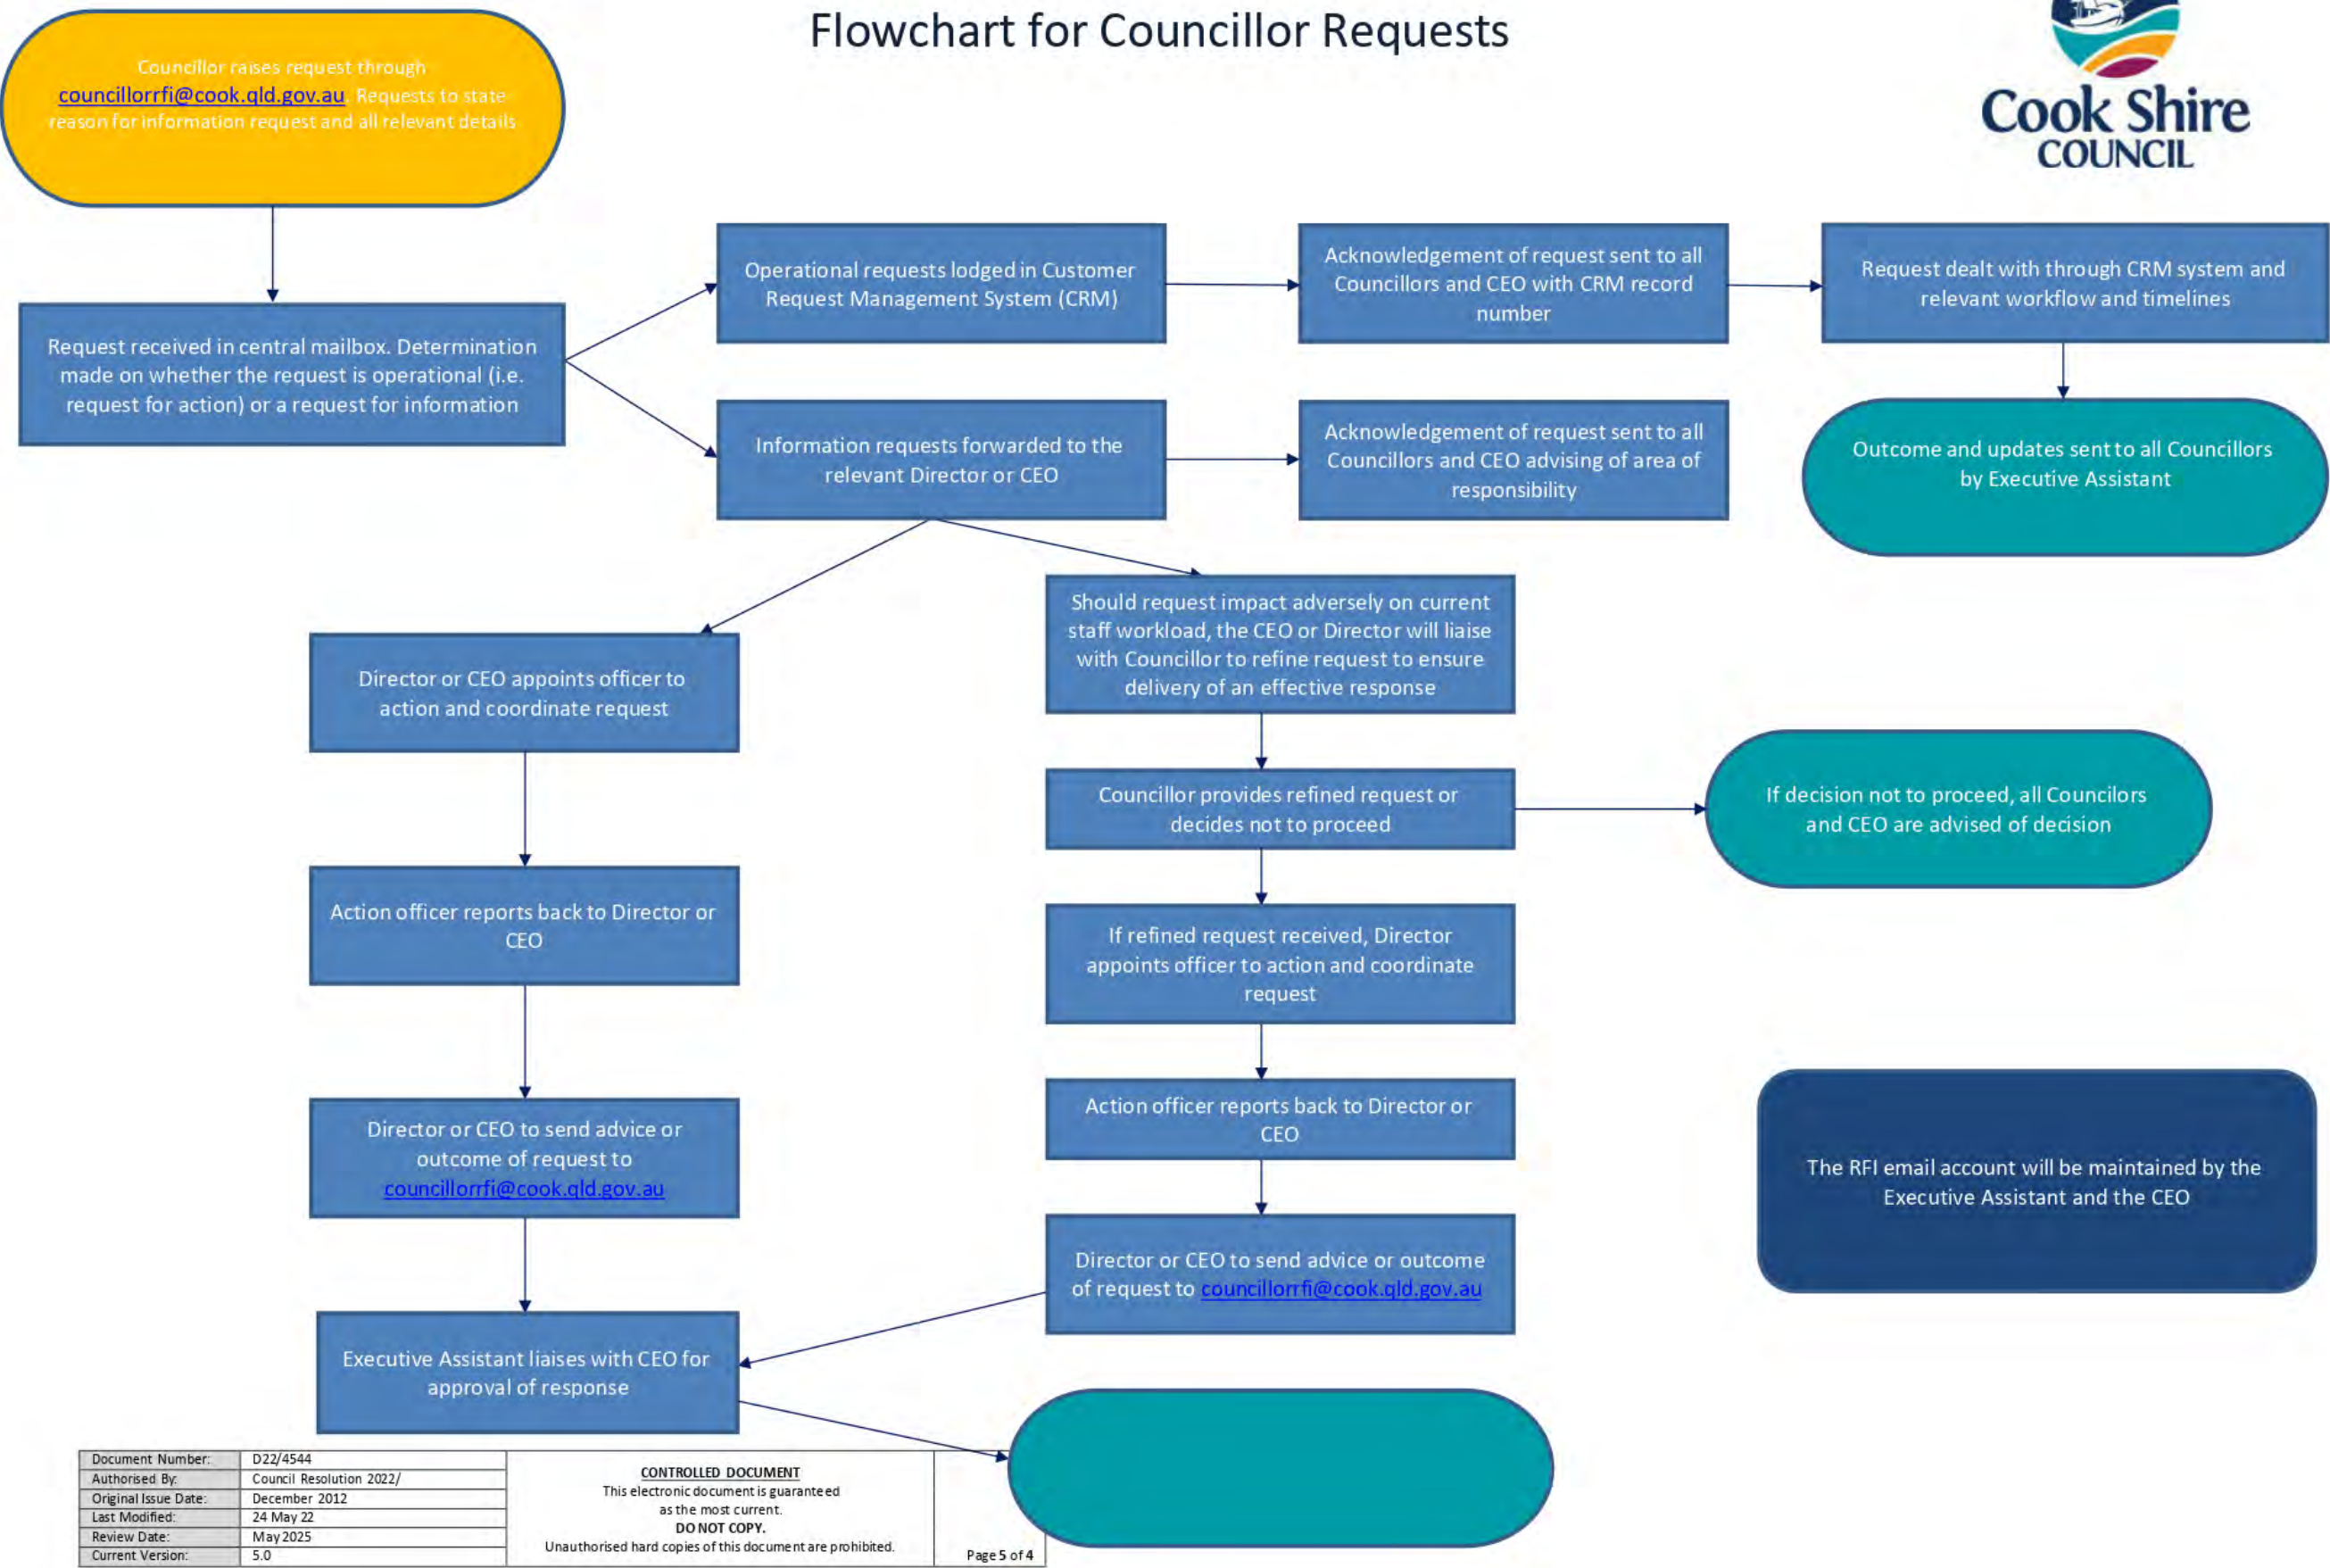 Flowchart for Councillor Requests
Cook Shire
COUNCIL
Councillor raises request through
councillorrfi@cook.qld.gov.au. Requests to state
reason for information request and all relevant details
Request received in central mailbox. Determination
made on whether the request is operational (i.e.
request for action) or a request for information
Operational requests lodged in Customer
Request Management System (CRM)
Acknowledgement of request sent to all
Councillors and CEO with CRM record
number
Request dealt with through CRM system and
relevant workflow and timelines
Outcome and updates sent to all Councillors
by Executive Assistant
Information requests forwarded to the
relevant Director or CEO
Acknowledgement of request sent to all
Councillors and CEO advising of area of
responsibility
Director or CEO appoints officer to
action and coordinate request
Action officer reports back to Director or
CEO
Director or CEO to send advice or
outcome of request to
councillorrfi@cook.qld.gov.au
Should request impact adversely on current
staff workload, the CEO or Director will liaise
with Councillor to refine request to ensure
delivery of an effective response
Councillor provides refined request or
decides not to proceed
If decision not to proceed, all Councilors
and CEO are advised of decision
If refined request received, Director
appoints officer to action and coordinate
request
Action officer reports back to Director or
CEO
Director or CEO to send advice or outcome
of request to councillorrfi@cook.qld.gov.au
Executive Assistant liaises with CEO for
approval of response
The RFI email account will be maintained by the
Executive Assistant and the CEO
Document Number: D22/4544
Authorised By: Council Resolution 2022/
Original Issue Date: December 2012
Last Modified: 24 May 22
Review Date: May 2025
Current Version: 5.0
CONTROLLED DOCUMENT
This electronic document is guaranteed
as the most current.
DO NOT COPY.
Unauthorised hard copies of this document are prohibited.
Page 5 of 4